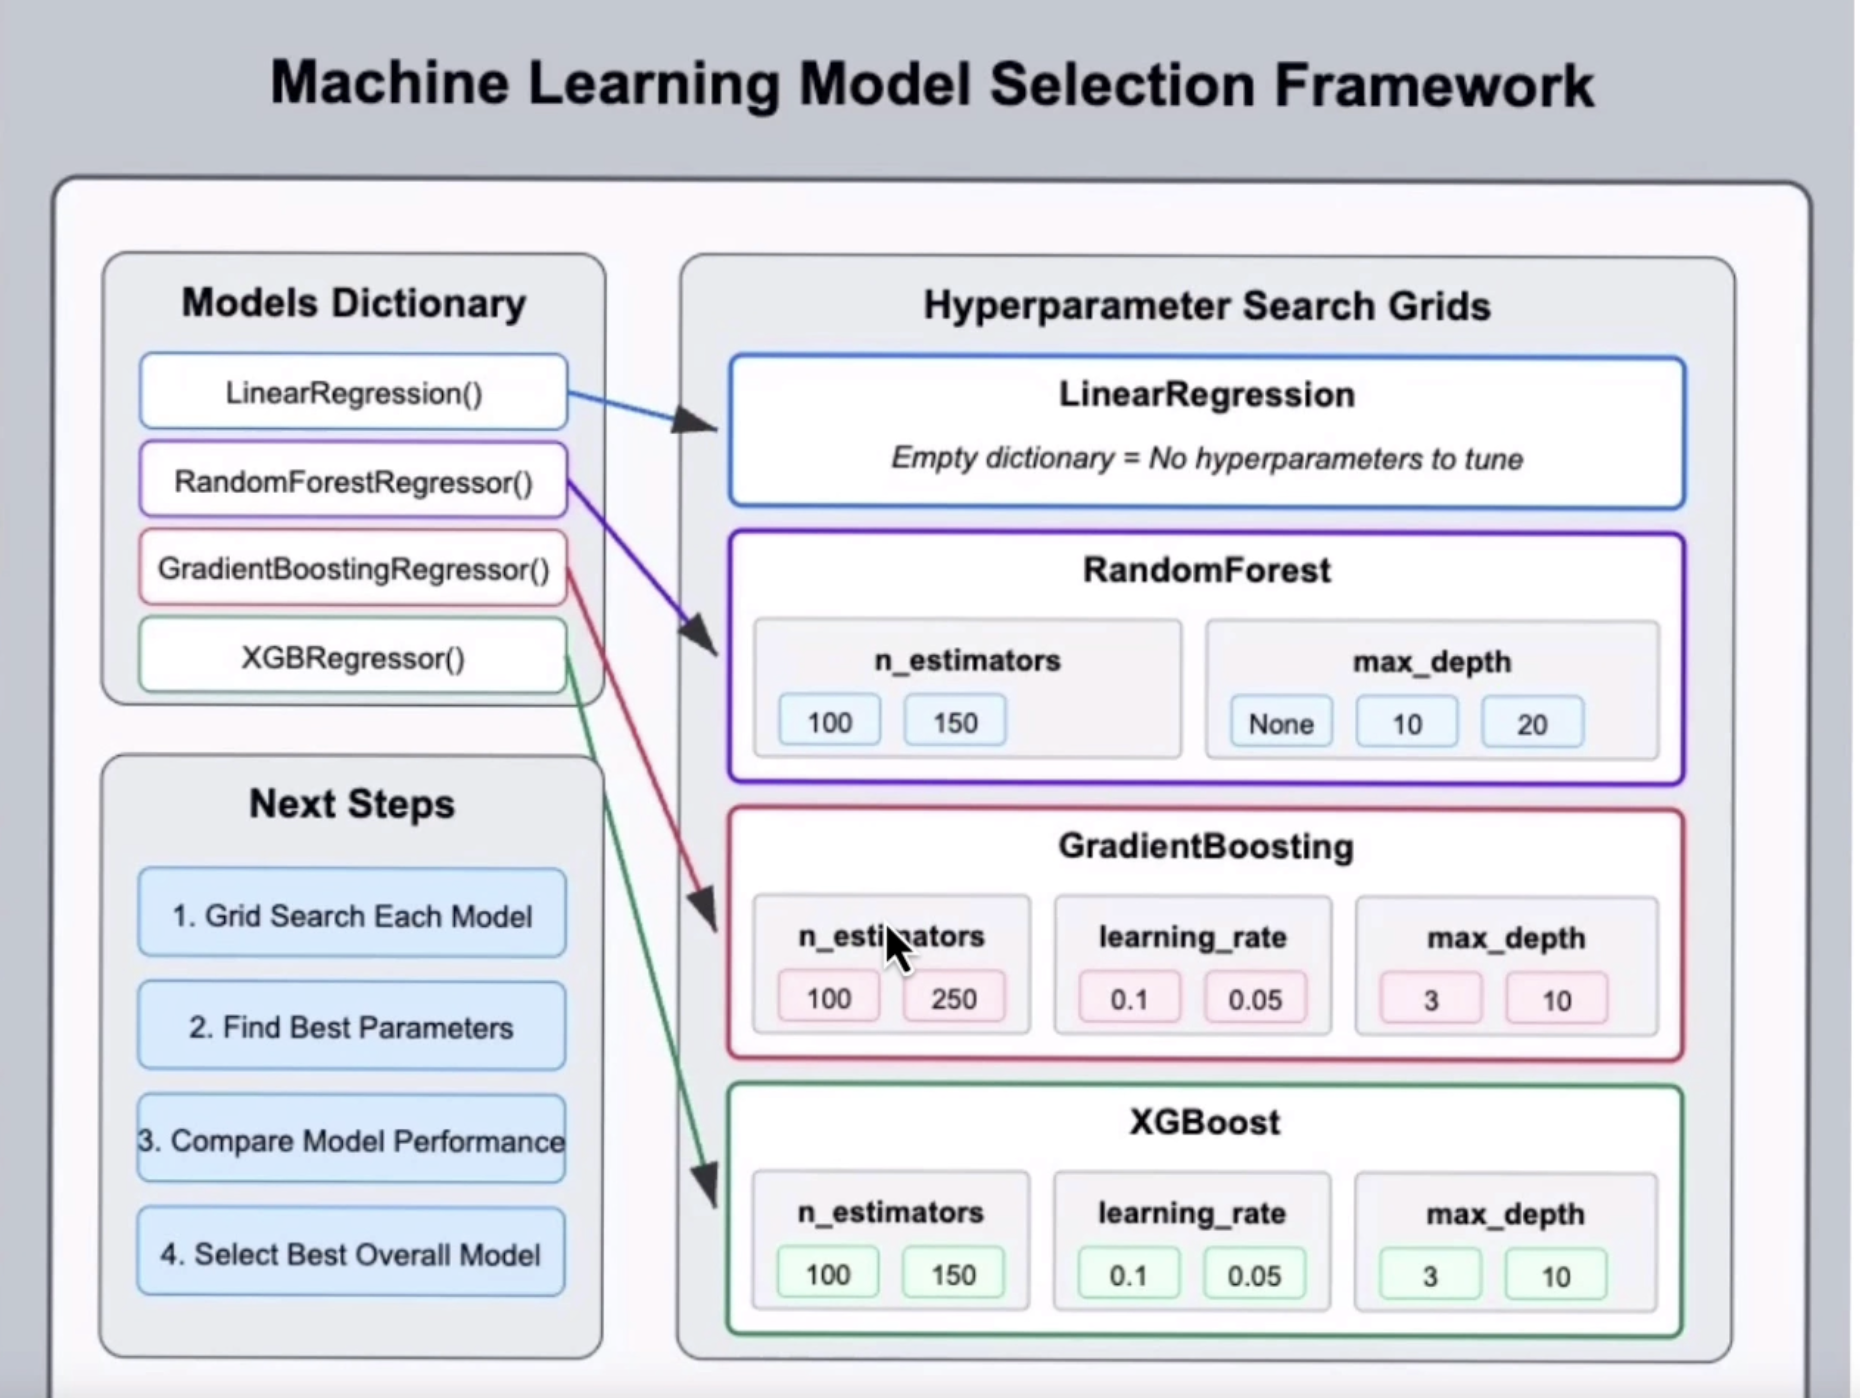 Machine Learning Model Selection Framework
Models Dictionary
LinearRegression()
RandomForestRegressor()
GradientBoostingRegressor()
XGBRegressor()
Next Steps
1. Grid Search Each Model
2. Find Best Parameters
3. Compare Model Performance
4. Select Best Overall Model
Hyperparameter Search Grids
LinearRegression
Empty dictionary = No hyperparameters to tune
RandomForest
n_estimators
100 150
max_depth
None 10 20
GradientBoosting
n_estimators
100 250
learning_rate
0.1 0.05
max_depth
3 10
XGBoost
n_estimators
100 150
learning_rate
0.1 0.05
max_depth
3 10